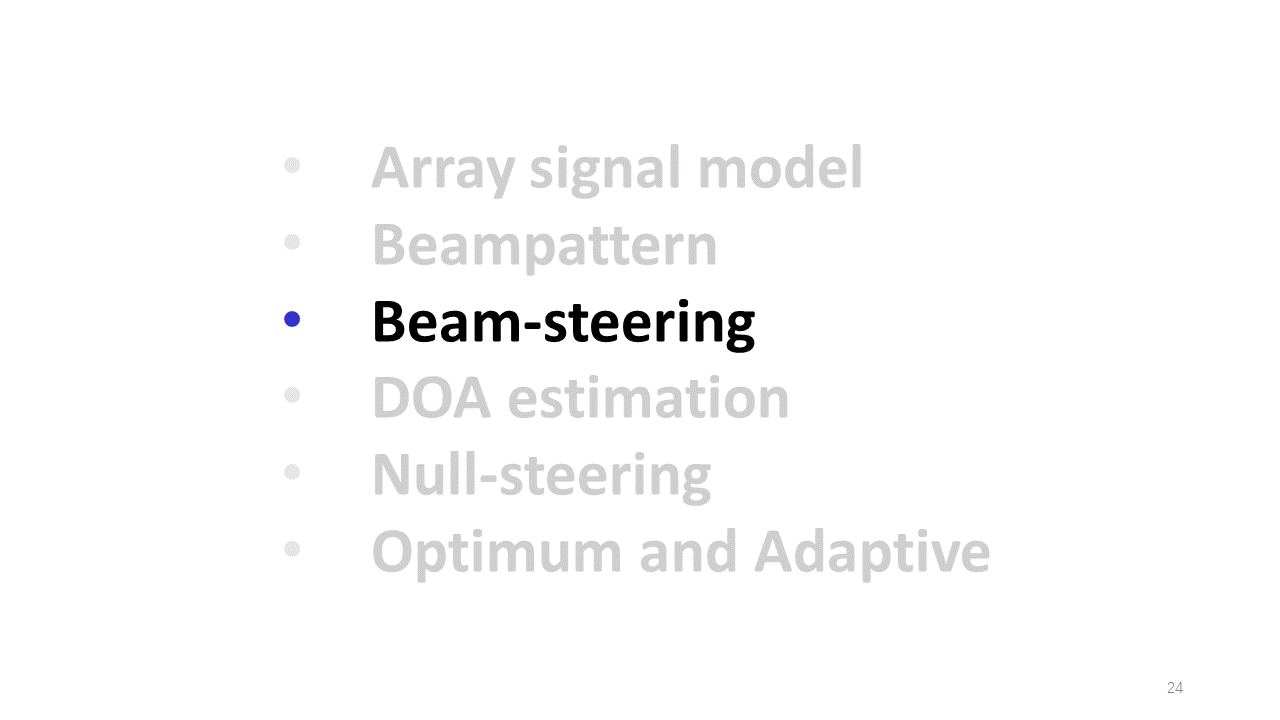 • Array signal model
• Beampattern
• Beam-steering
• DOA estimation
• Null-steering
• Optimum and Adaptive
24